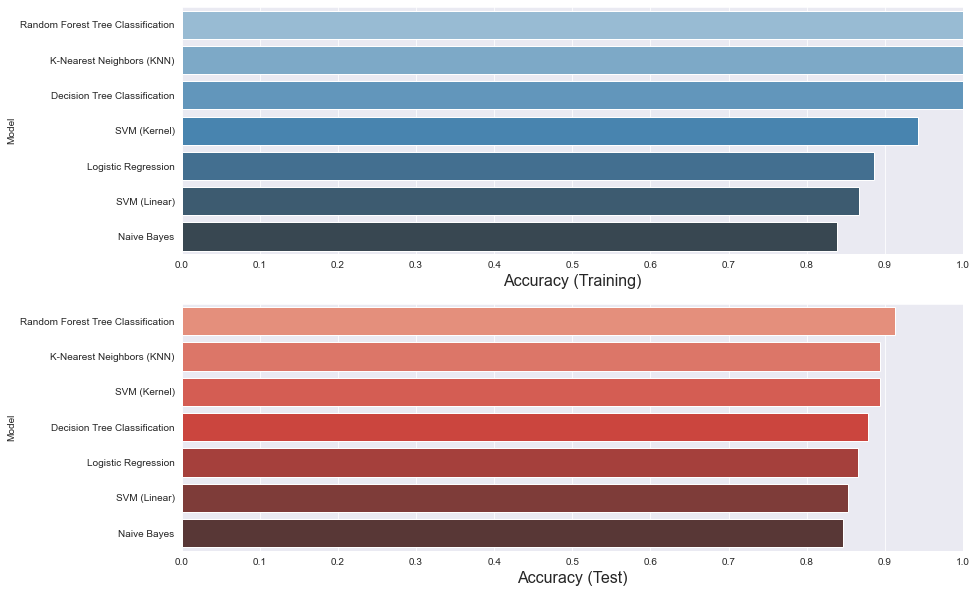 Model
Random Forest Tree Classification
K-Nearest Neighbors (KNN)
Decision Tree Classification
SVM (Kernel)
Logistic Regression
SVM (Linear)
Naive Bayes
0.0 0.1 0.2 0.3 0.4 0.5 0.6 0.7 0.8 0.9 1.0
Accuracy (Training)
Model
Random Forest Tree Classification
K-Nearest Neighbors (KNN)
SVM (Kernel)
Decision Tree Classification
Logistic Regression
SVM (Linear)
Naive Bayes
0.0 0.1 0.2 0.3 0.4 0.5 0.6 0.7 0.8 0.9 1.0
Accuracy (Test)